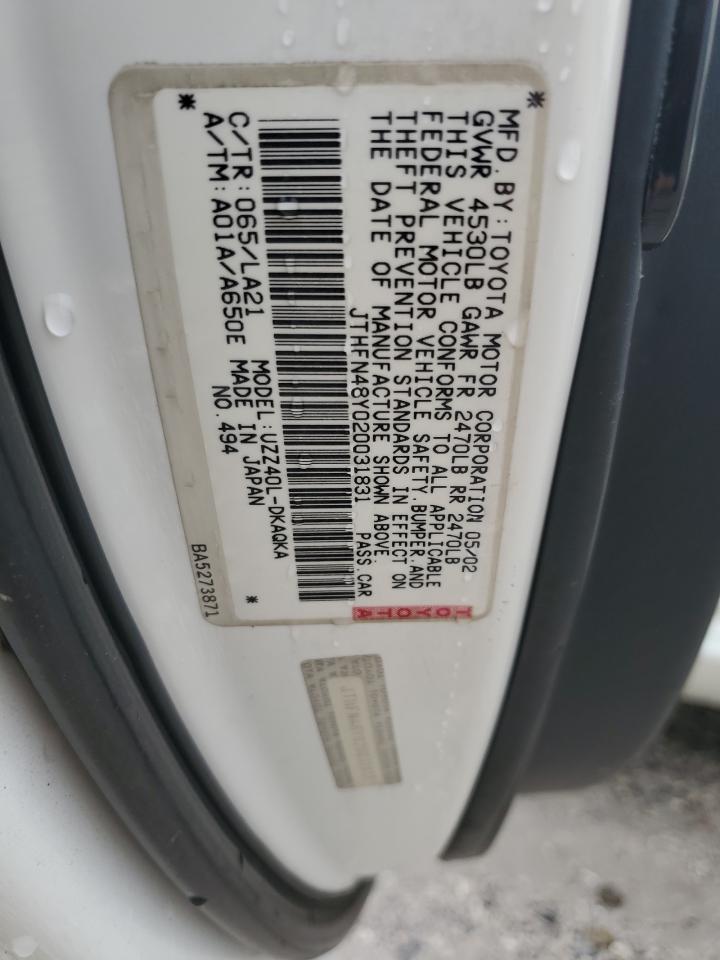 MFD.BY:TOYOTA MOTOR CORPORATION 05/02
GVWR 4530LB GAWR FR 2470LB RR 2470LB
THIS VEHICLE CONFORMS TO ALL APPLICABLE
FEDERAL MOTOR VEHICLE SAFETY,BUMPER,AND
THEFT PREVENTION STANDARDS IN EFFECT ON
THE DATE OF MANUFACTURE SHOWN ABOVE.
JTHFN48Y020031831 PASS.CAR
C/TR:065/LA21 MODEL:UZZ40L-DKAQKA
A/TM:A01A/A650E MADE IN JAPAN
NO.494
BA5273871
TOYOTA